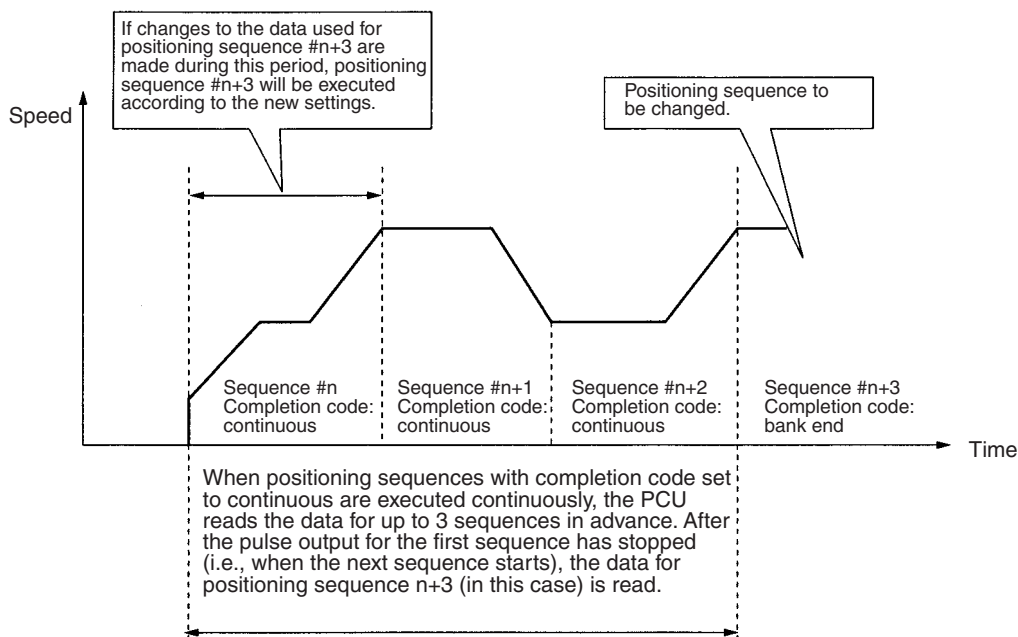 If changes to the data used for
positioning sequence #n+3 are
made during this period, positioning
sequence #n+3 will be executed
according to the new settings.
Positioning sequence to
be changed.
Speed
Sequence #n
Completion code:
continuous
Sequence #n+1
Completion code:
continuous
Sequence #n+2
Completion code:
continuous
Sequence #n+3
Completion code:
bank end
Time
When positioning sequences with completion code set
to continuous are executed continuously, the PCU
reads the data for up to 3 sequences in advance. After
the pulse output for the first sequence has stopped
(i.e., when the next sequence starts), the data for
positioning sequence n+3 (in this case) is read.